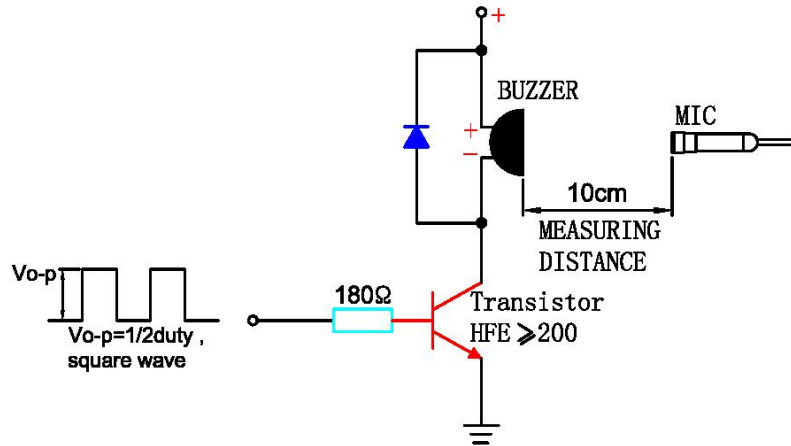 +
BUZZER
MIC
+
−
10cm
MEASURING
DISTANCE
Vo-p
180Ω
Transistor
HFE ⩾200
Vo-p=1/2duty ,
square wave